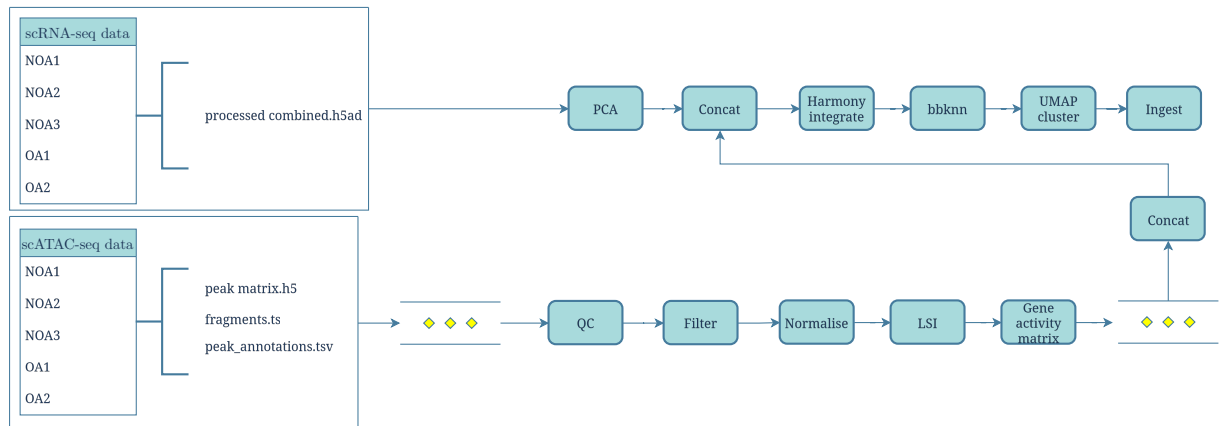 scRNA-seq data
NOA1
NOA2
NOA3
OA1
OA2
processed combined.h5ad
PCA
Concat
Harmony
integrate
bbknn
UMAP
cluster
Ingest
Concat
scATAC-seq data
NOA1
NOA2
NOA3
OA1
OA2
peak matrix.h5
fragments.ts
peak_annotations.tsv
QC
Filter
Normalise
LSI
Gene
activity
matrix